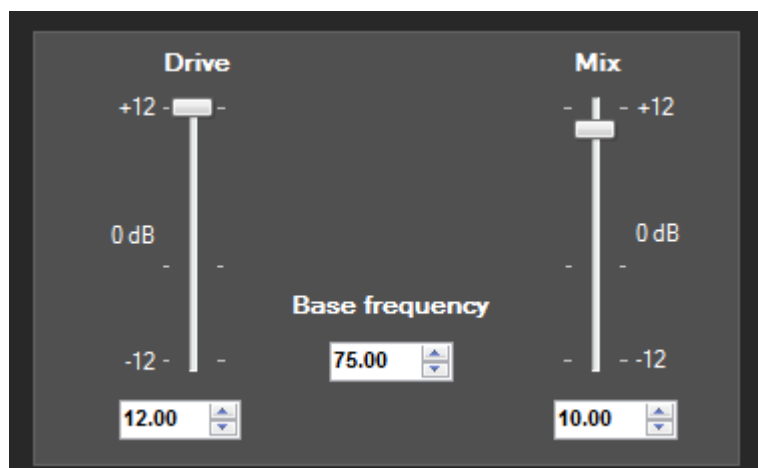 Drive
Mix
+12
+12
0 dB
0 dB
Base frequency
-12
75.00
-12
12.00
10.00